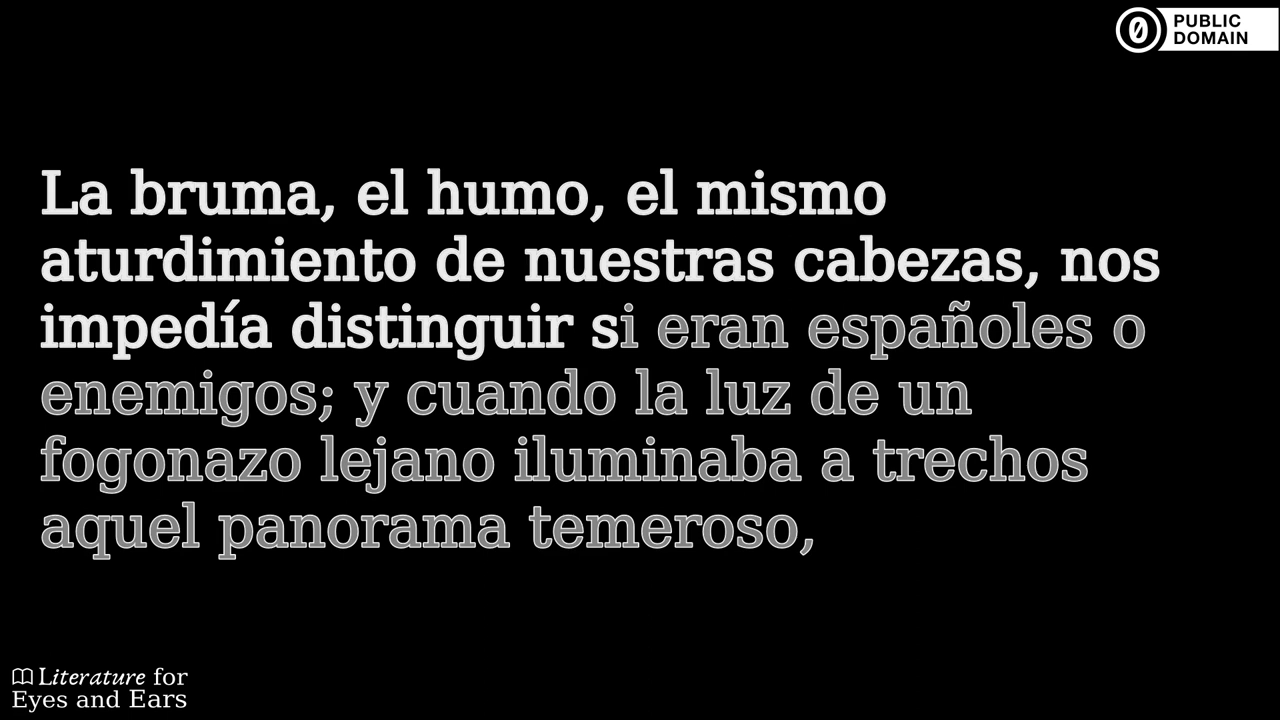 PUBLIC
DOMAIN
La bruma, el humo, el mismo
aturdimiento de nuestras cabezas, nos
impedía distinguir si eran españoles o
enemigos; y cuando la luz de un
fogonazo lejano iluminaba a trechos
aquel panorama temeroso,
Literature for
Eyes and Ears